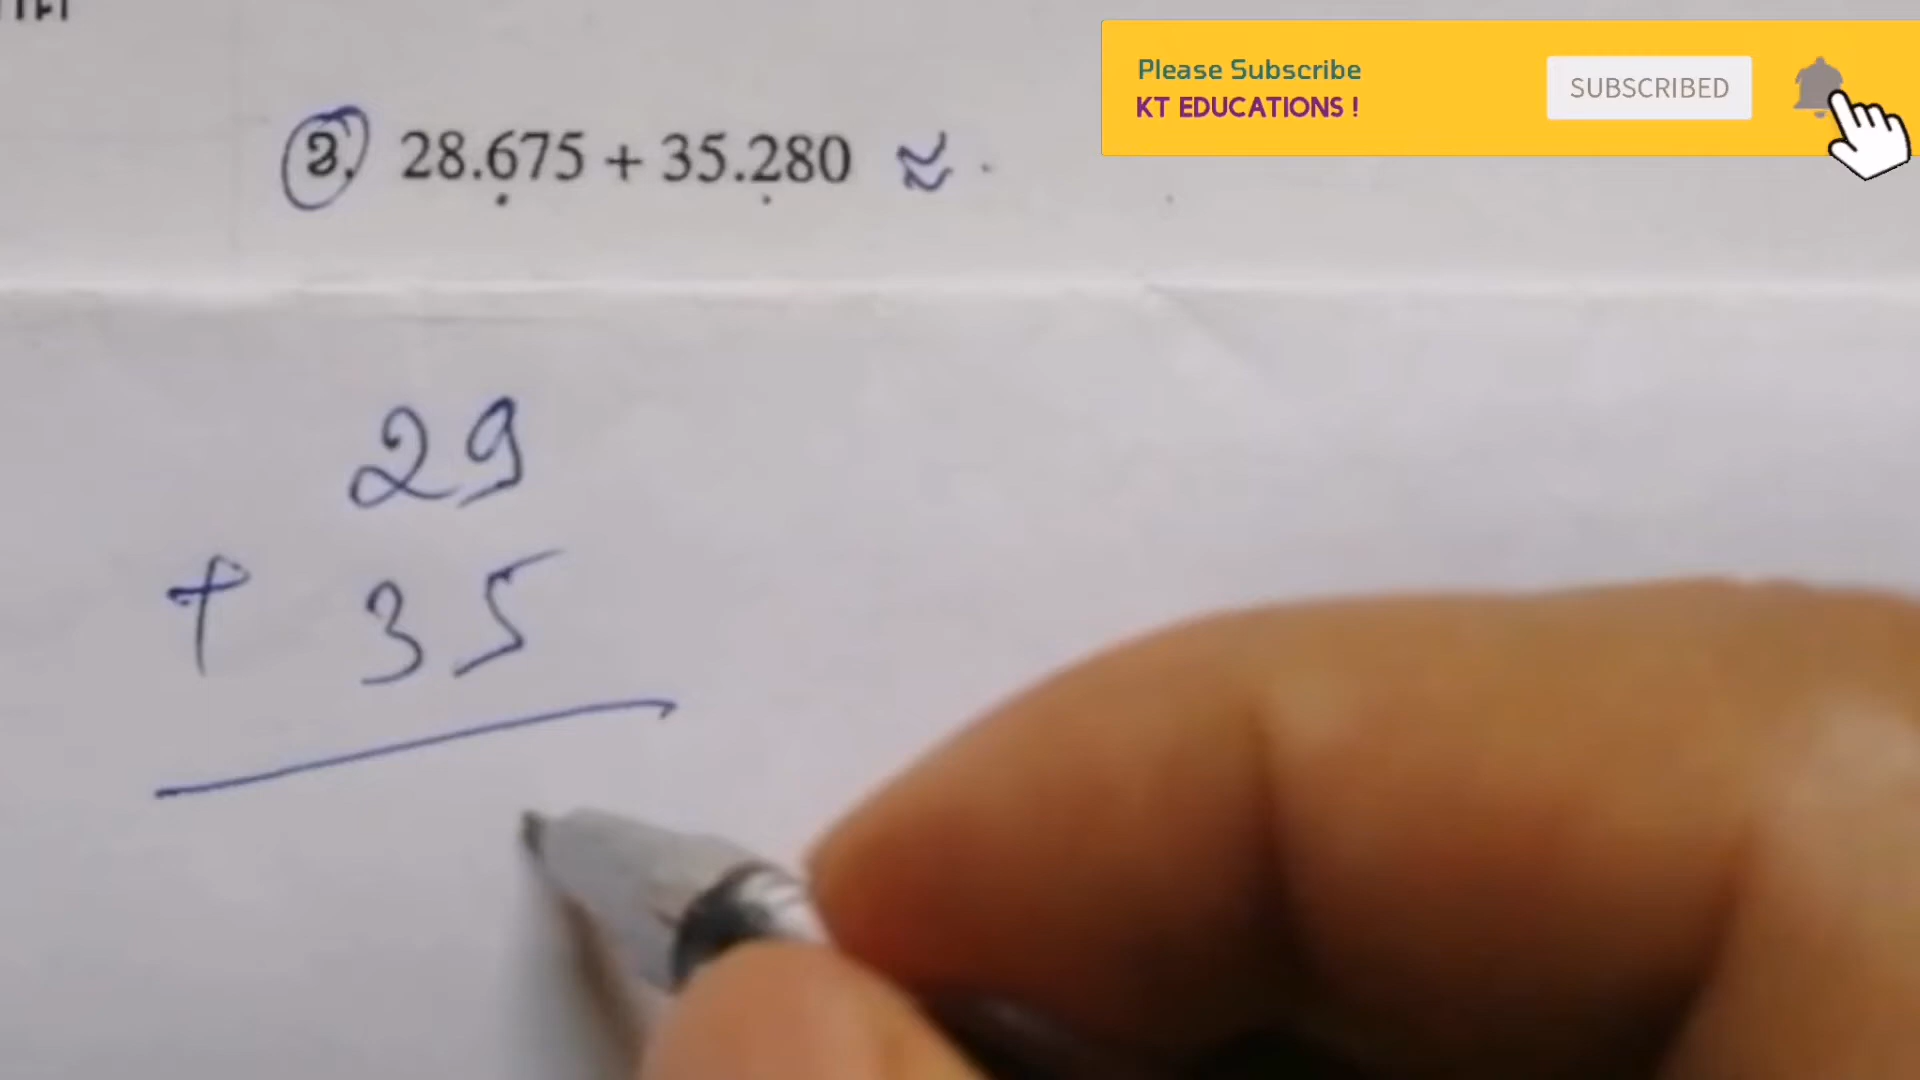 Please Subscribe
KT EDUCATIONS !
SUBSCRIBED
3. 28.675 + 35.280 ≈
29
+ 35